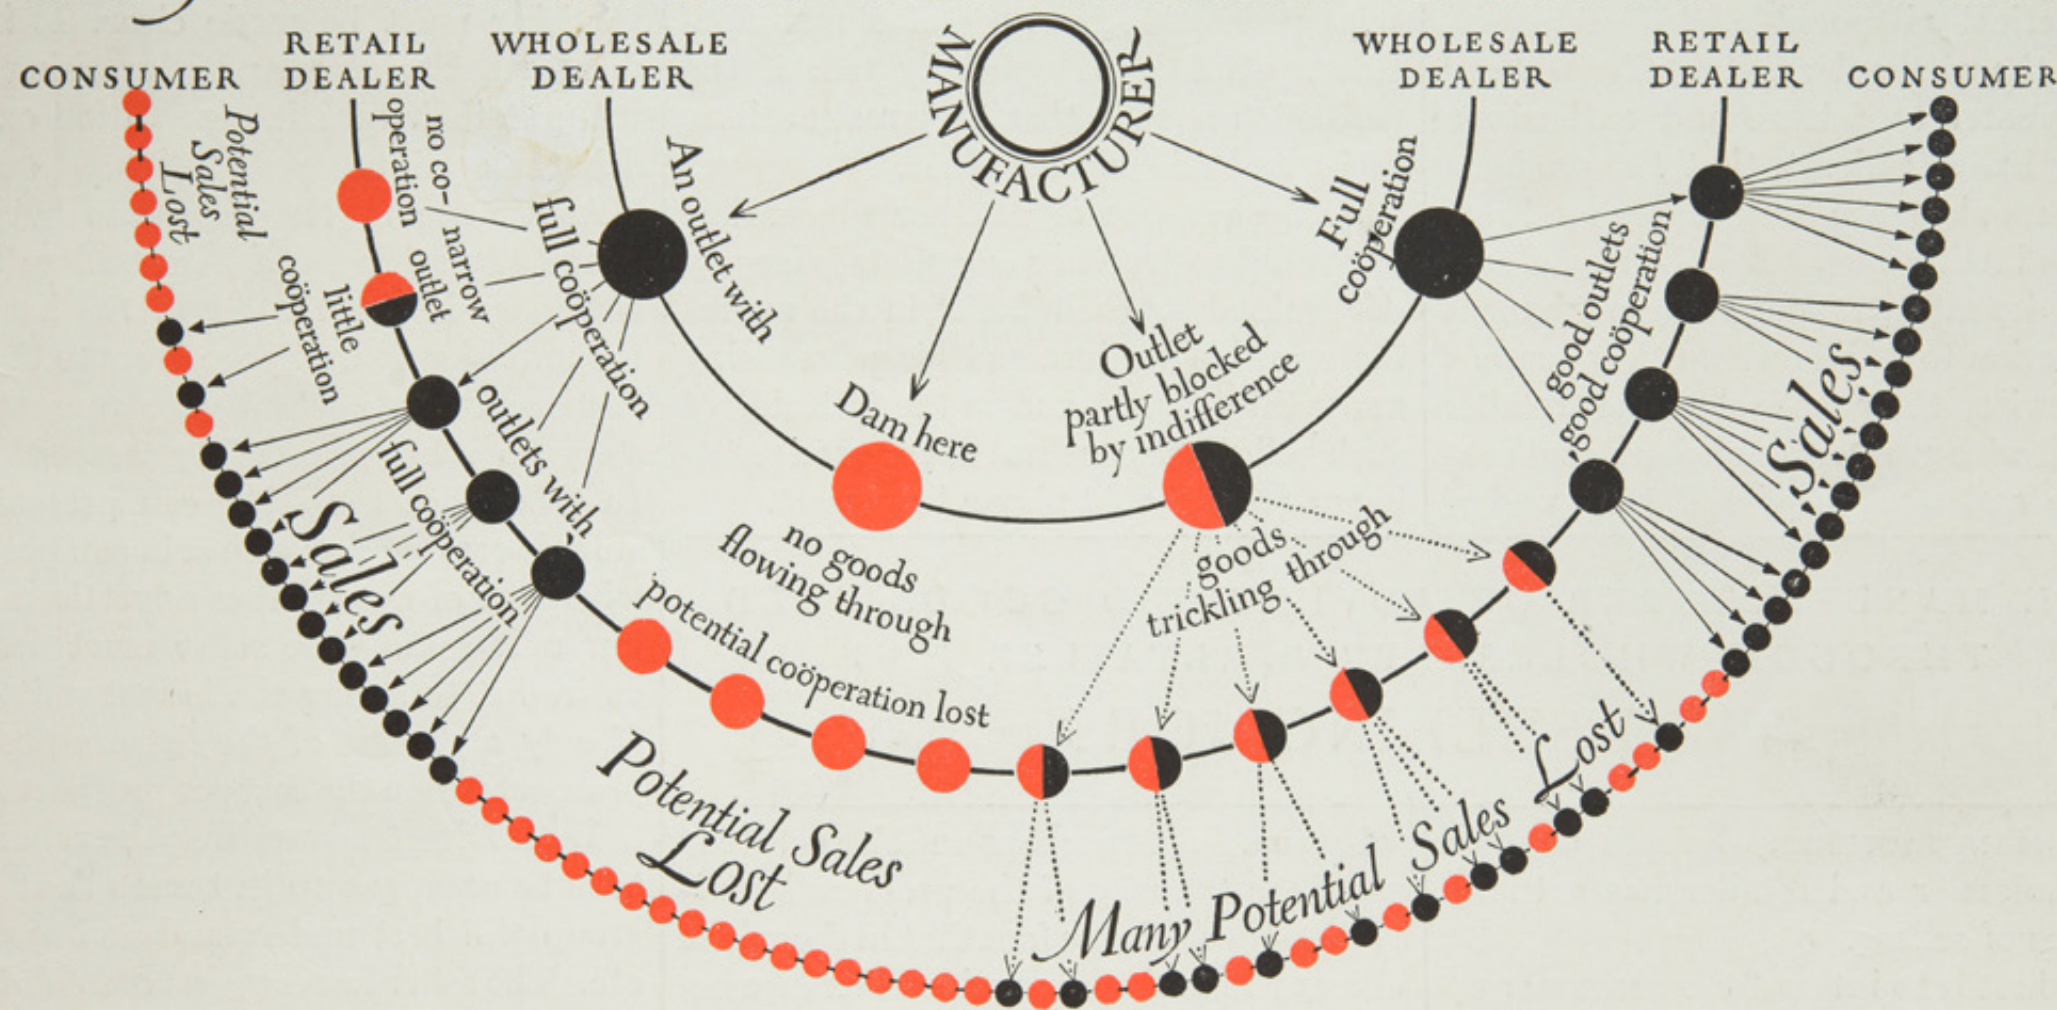 CONSUMER
RETAIL
DEALER
WHOLESALE
DEALER
MANUFACTURER
WHOLESALE
DEALER
RETAIL
DEALER
CONSUMER
Potential
Sales
Lost
no co-
operation
narrow
outlet
little
coöperation
An outlet with
full coöperation
outlets with
full coöperation
Sales
Dam here
no goods
flowing through
potential coöperation lost
Potential Sales
Lost
Outlet
partly blocked
by indifference
goods
trickling through
Many Potential Sales Lost
Full
coöperation
good outlets
good coöperation
Sales